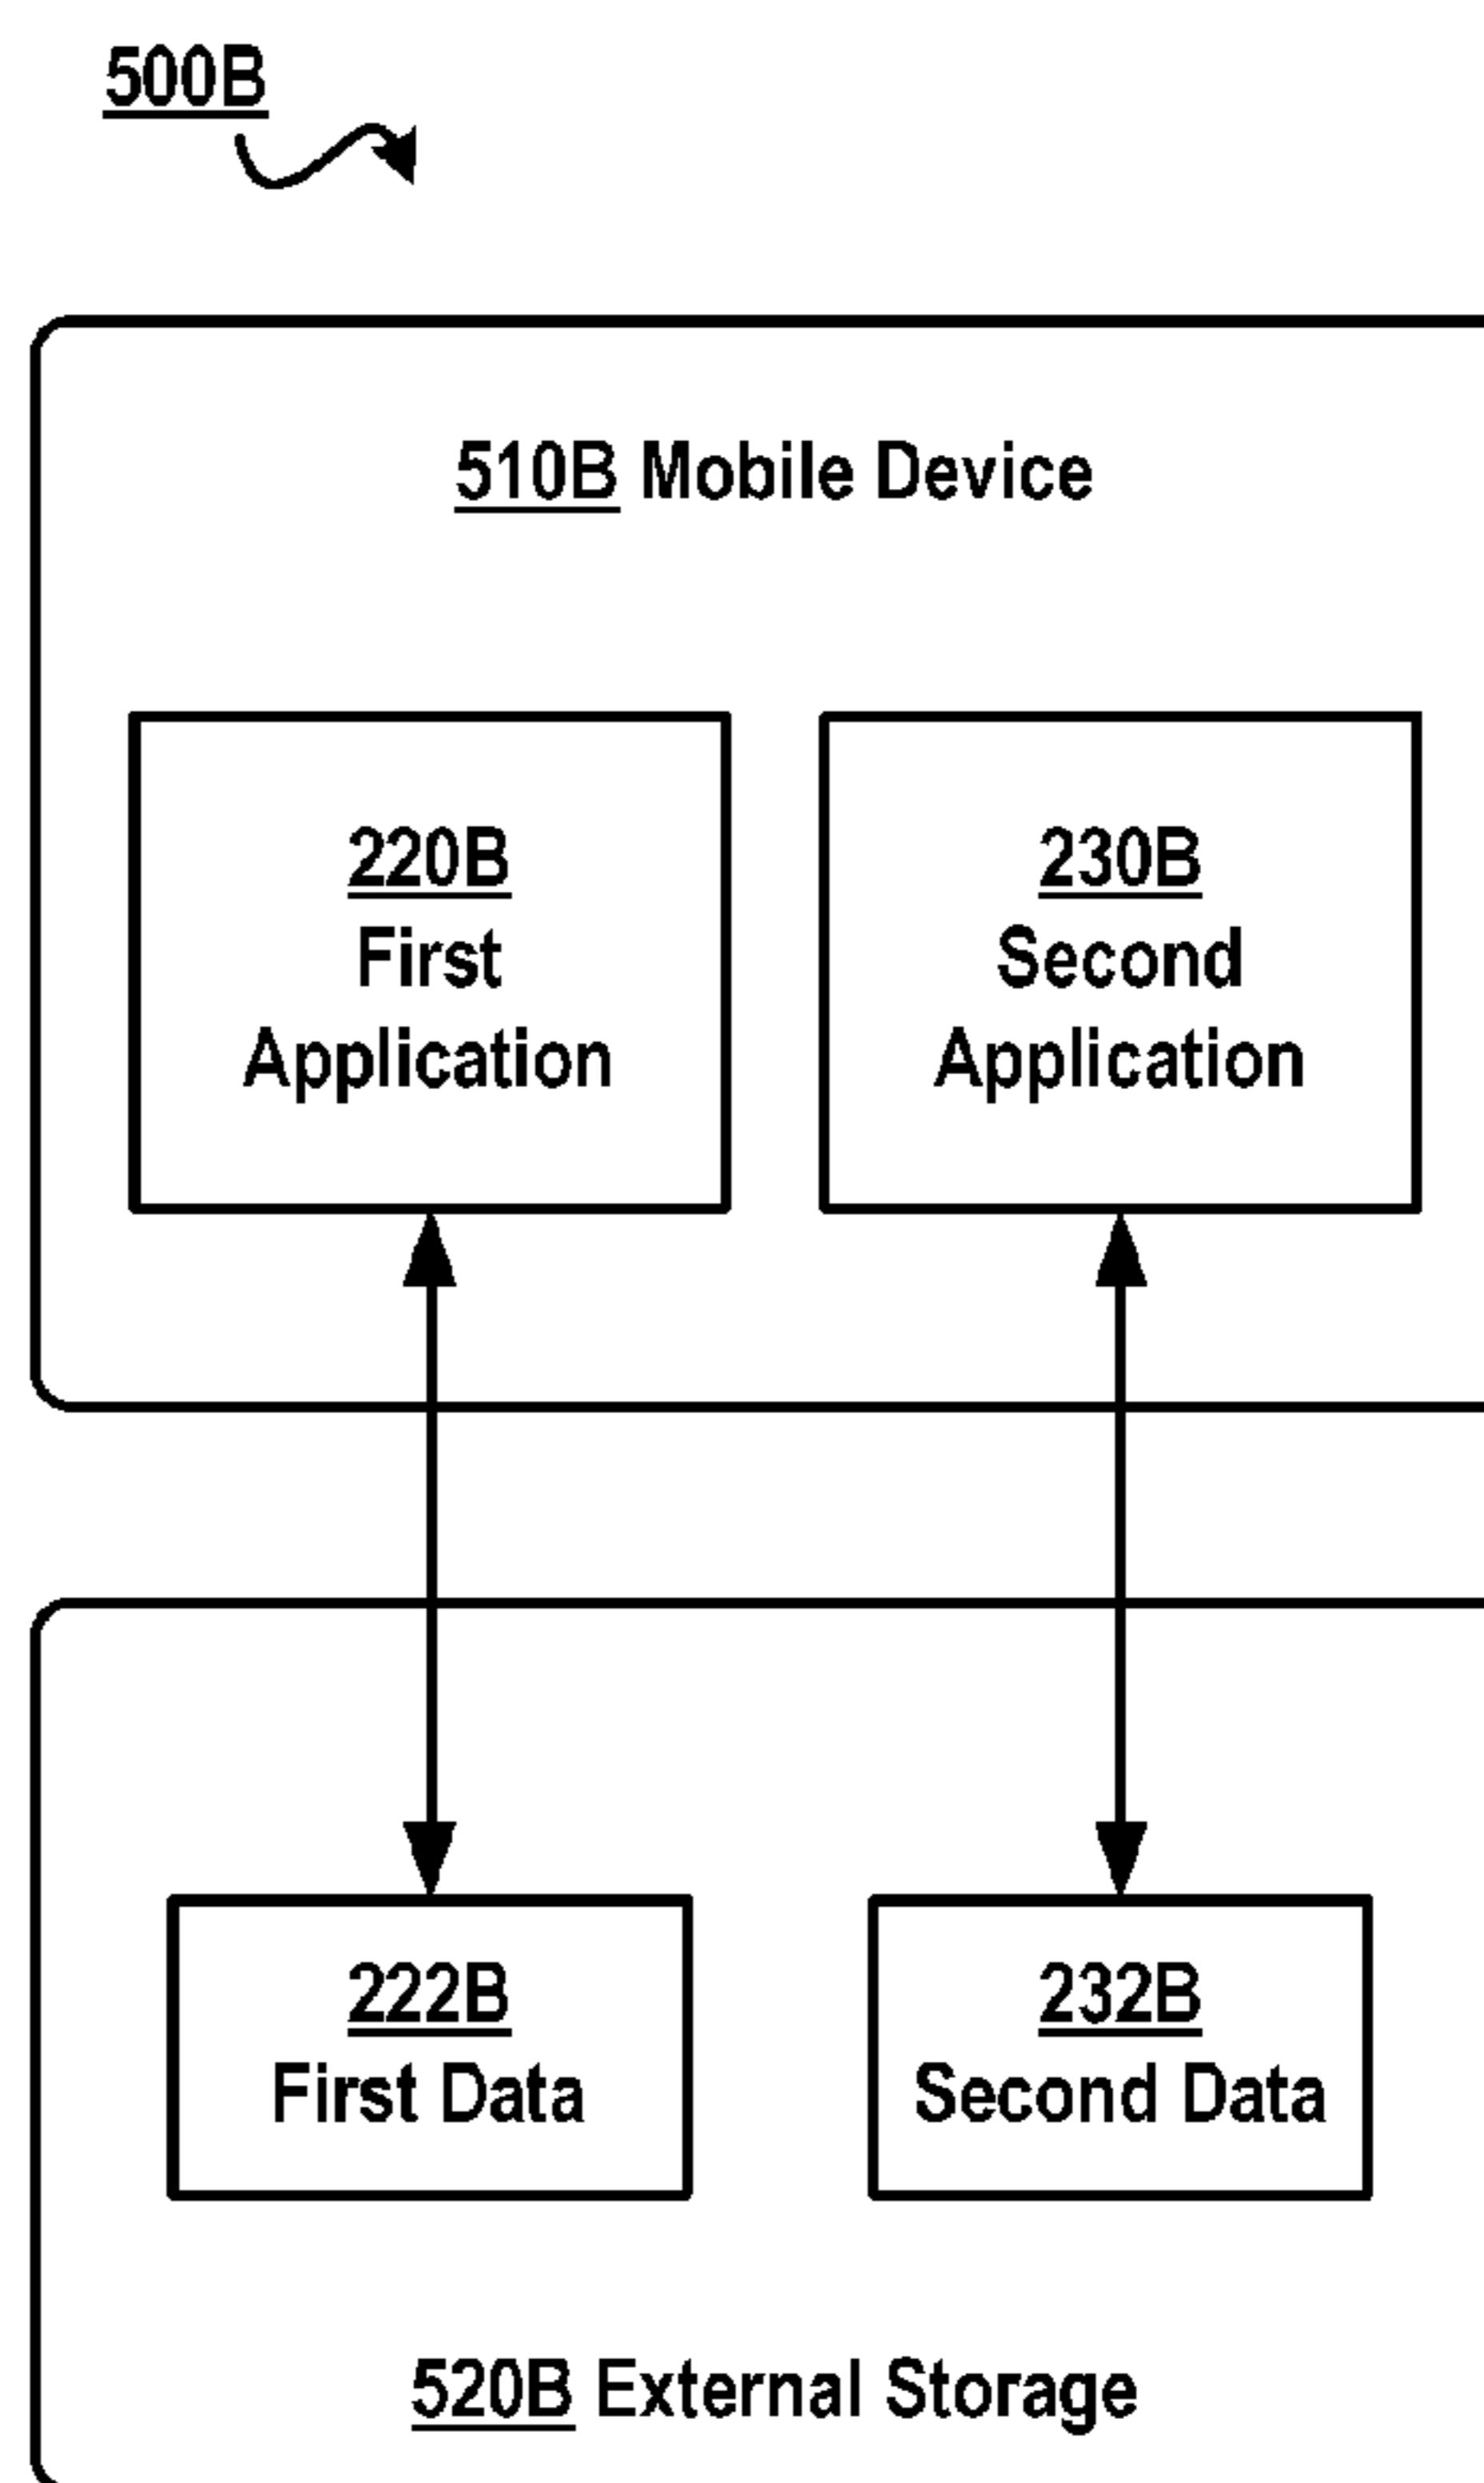 500B
510B Mobile Device
220B
First
Application
230B
Second
Application
222B
First Data
232B
Second Data
520B External Storage